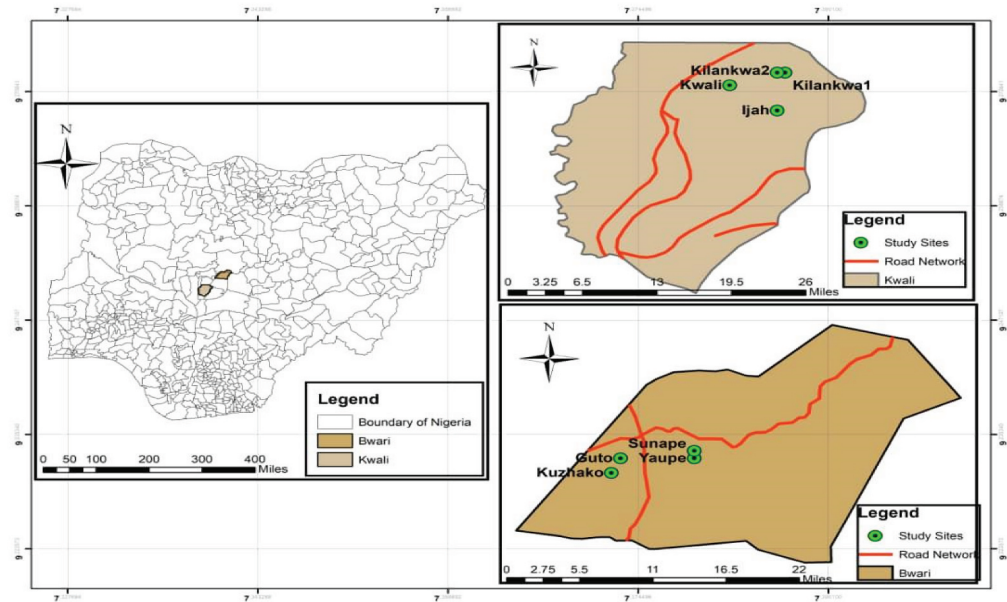 N
Legend
Boundary of Nigeria
Bwari
Kwali
0 50 100 200 300 400
Miles
N
Kilankwa2
Kilankwa1
Kwali
Ijah
Legend
Study Sites
Road Network
Kwali
0 3.25 6.5 13 19.5 26
Miles
N
Sunape
Guto
Yaupe
Kuzhako
Legend
Study Sites
Road Network
Bwari
0 2.75 5.5 11 16.5 22
Miles